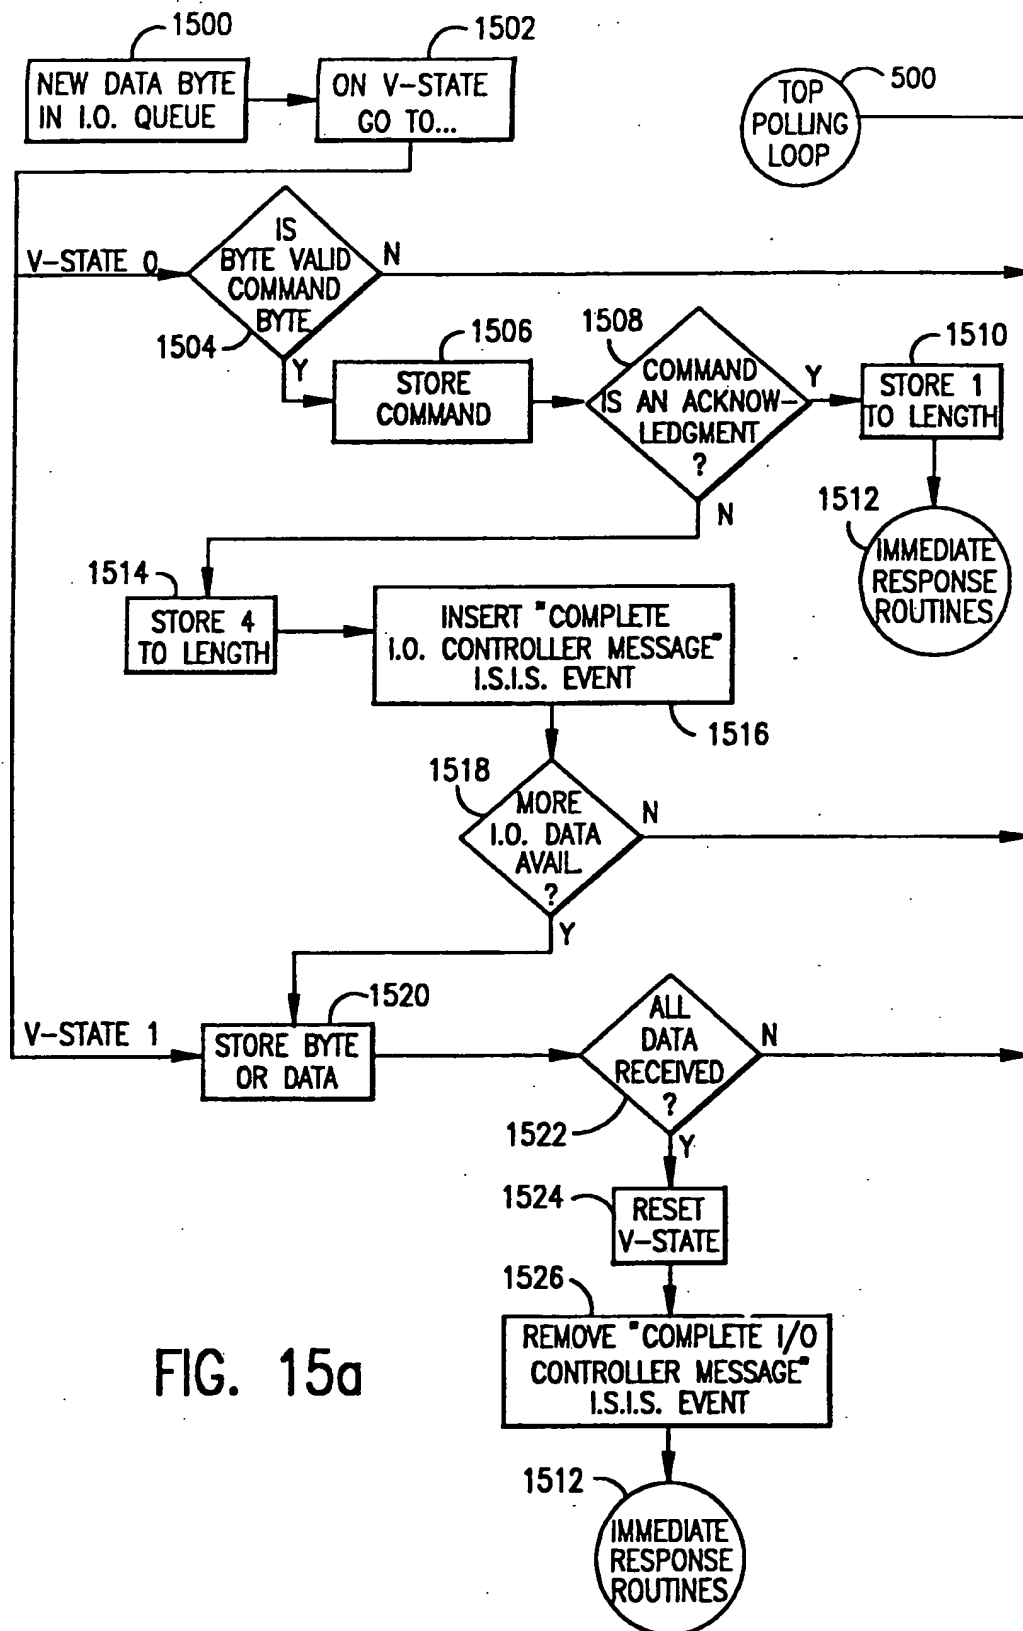 1500
1502
NEW DATA BYTE
IN I.O. QUEUE
ON V-STATE
GO TO...
500
TOP
POLLING
LOOP
V-STATE 0
IS
BYTE VALID
COMMAND
BYTE
N
1504
Y
1506
STORE
COMMAND
1508
COMMAND
IS AN ACKNOW-
LEDGMENT
?
Y
N
1510
STORE 1
TO LENGTH
1512
IMMEDIATE
RESPONSE
ROUTINES
1514
STORE 4
TO LENGTH
INSERT "COMPLETE
I.O. CONTROLLER MESSAGE"
I.S.I.S. EVENT
1516
1518
MORE
I.O. DATA
AVAIL.
?
N
Y
V-STATE 1
1520
STORE BYTE
OR DATA
ALL
DATA
RECEIVED
?
N
1522
Y
1524
RESET
V-STATE
1526
REMOVE "COMPLETE I/O
CONTROLLER MESSAGE"
I.S.I.S. EVENT
1512
IMMEDIATE
RESPONSE
ROUTINES
FIG. 15a